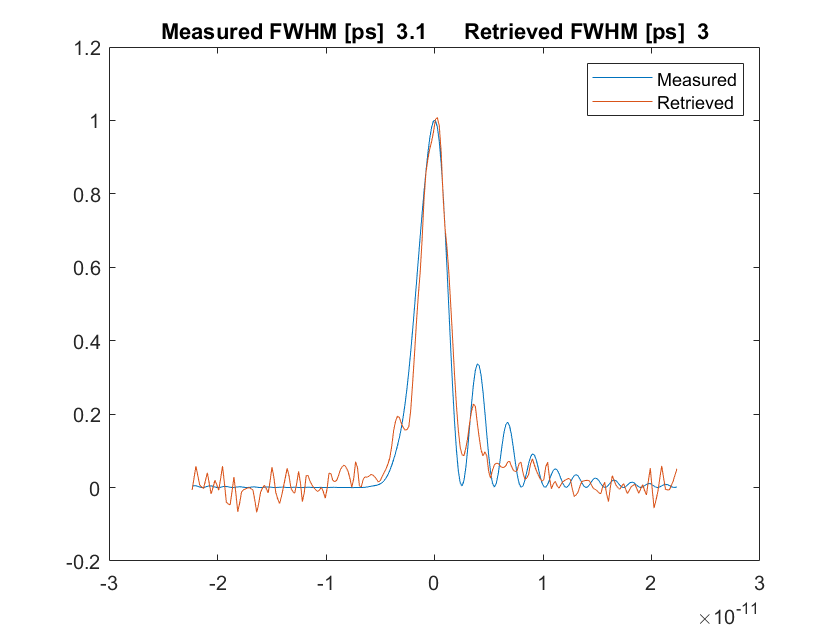 Measured FWHM [ps]  3.1      Retrieved FWHM [ps]  3
1.2
Measured
Retrieved
1
0.8
0.6
0.4
0.2
0
-0.2
-3 -2 -1 0 1 2 3
×10^-11